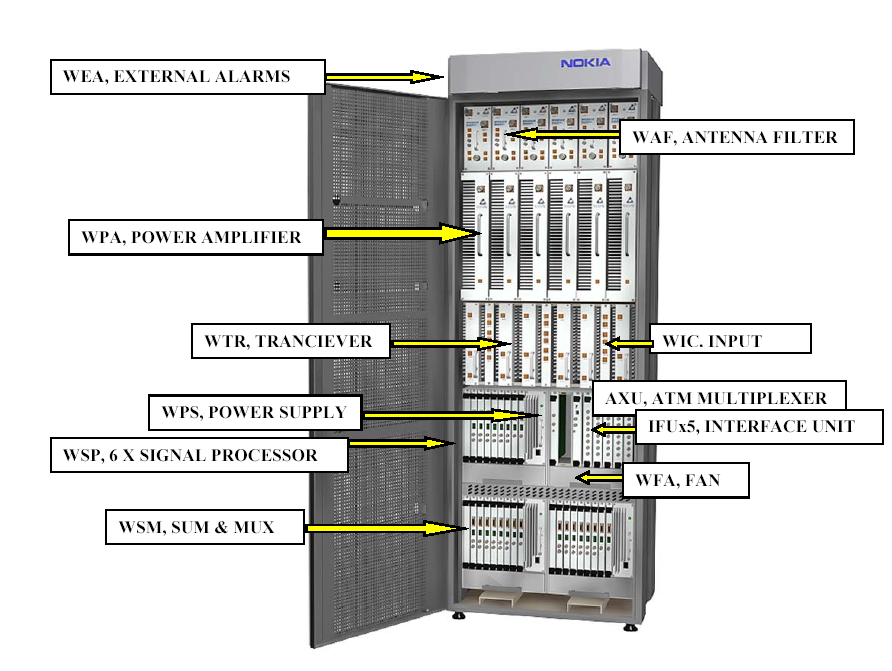 NOKIA
WEA, EXTERNAL ALARMS
WAF, ANTENNA FILTER
WPA, POWER AMPLIFIER
WTR, TRANCIEVER
WIC. INPUT
WPS, POWER SUPPLY
AXU, ATM MULTIPLEXER
IFUx5, INTERFACE UNIT
WSP, 6 X SIGNAL PROCESSOR
WFA, FAN
WSM, SUM & MUX